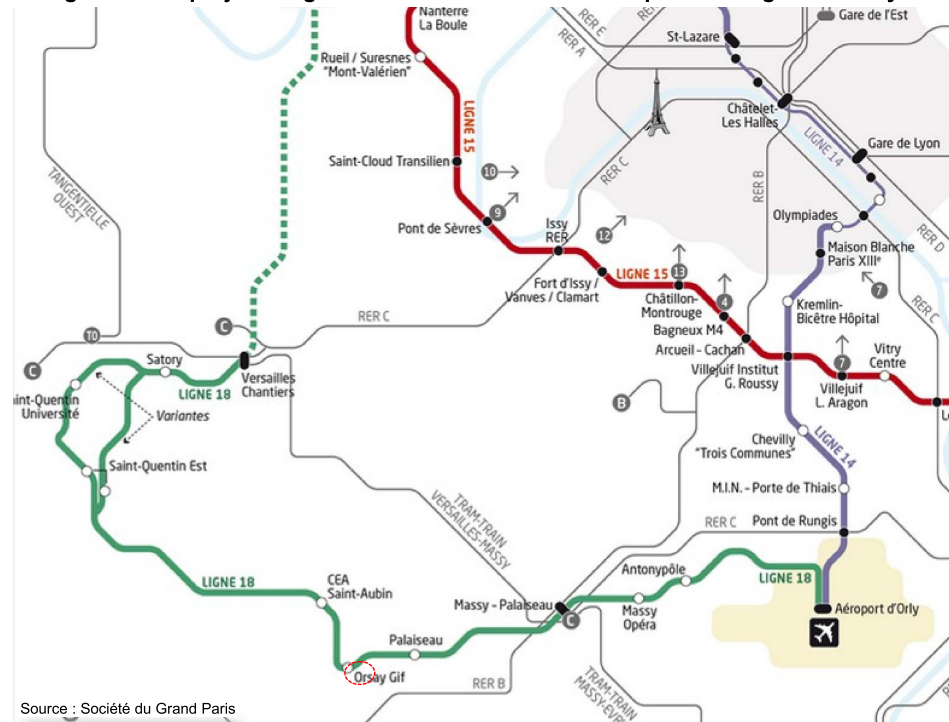 Nanterre
La Boule
RER E
RER A
Gare de l'Est
St-Lazare
Rueil / Suresnes
"Mont-Valérien"
LIGNE 15
Châtelet-
Les Halles
LIGNE 14
Gare de Lyon
Saint-Cloud Transilien
10
RER C
RER B
TANGENTIELLE
OUEST
9
Pont de Sèvres
Issy
RER
12
Olympiades
RER D
Maison Blanche
Paris XIIIe
LIGNE 15
13
Fort d'Issy /
Vanves / Clamart
Châtillon-
Montrouge
4
7
Kremlin-
Bicêtre Hôpital
RER C
Bagneux M4
C
RER C
T0
Arcueil - Cachan
Villejuif Institut
G. Roussy
7
Vitry
Centre
C
Satory
Versailles
Chantiers
LIGNE 18
Villejuif
L. Aragon
int-Quentin
Université
Variantes
B
Chevilly
"Trois Communes"
LIGNE 14
Saint-Quentin Est
M.I.N. - Porte de Thiais
TRAM-TRAIN
VERSAILLES-MASSY
RER C
Pont de Rungis
LIGNE 18
CEA
Saint-Aubin
Antonypôle
LIGNE 18
Massy - Palaiseau
C
Massy
Opéra
Aéroport d'Orly
Palaiseau
Orsay Gif
RER B
TRAM-TRAIN
Source : Société du Grand Paris